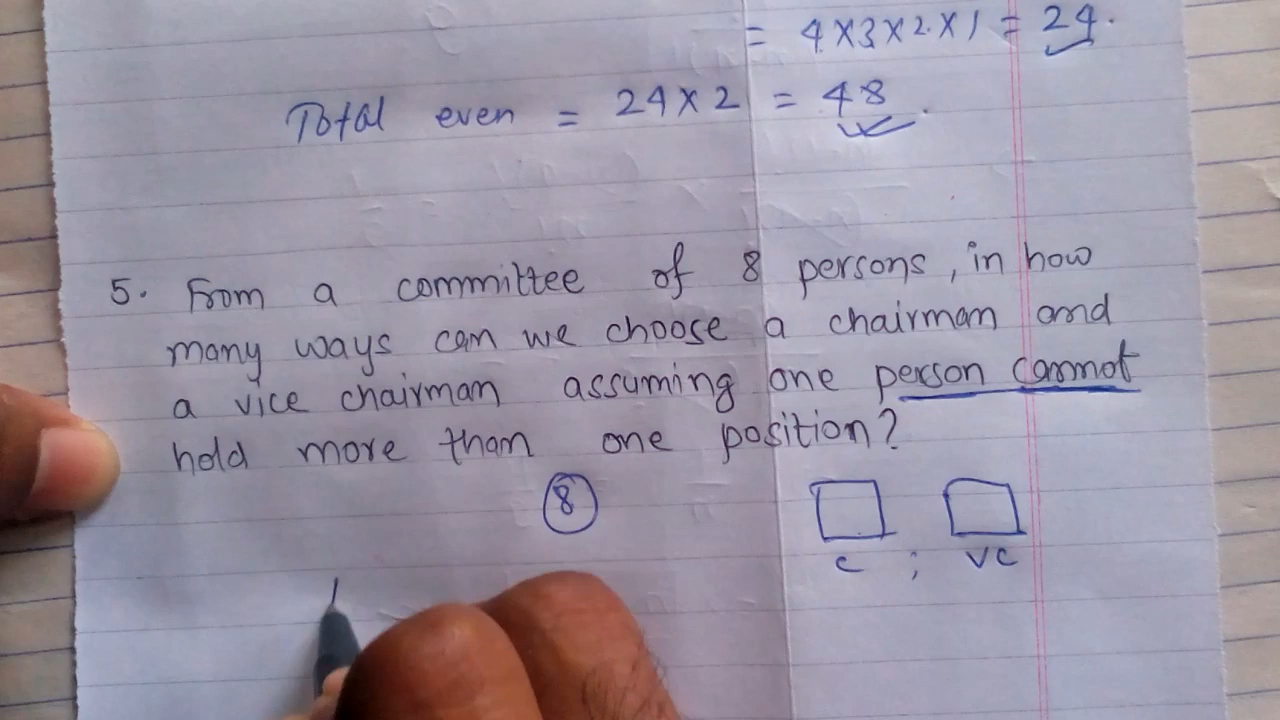 = 4×3×2×1 = 24.
Total even = 24×2 = 48.
5. From a committee of 8 persons, in how
many ways can we choose a chairman and
a vice chairman assuming one person cannot
hold more than one position?
8
C ; VC